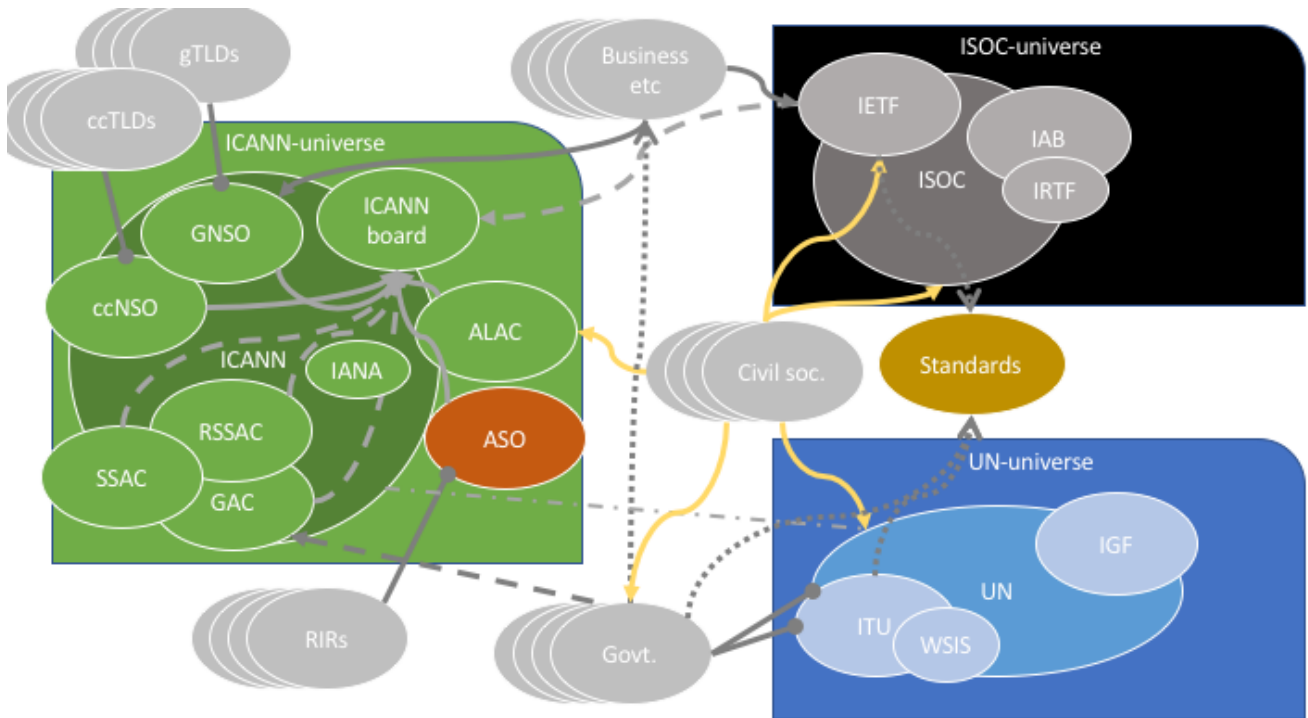 gTLDs
ccTLDs
Business
etc
ISOC-universe
ICANN-universe
IETF
IAB
IRTF
ISOC
ICANN
board
GNSO
ccNSO
ALAC
ICANN
IANA
Civil soc.
Standards
RSSAC
ASO
SSAC
GAC
UN-universe
IGF
UN
ITU
WSIS
RIRs
Govt.